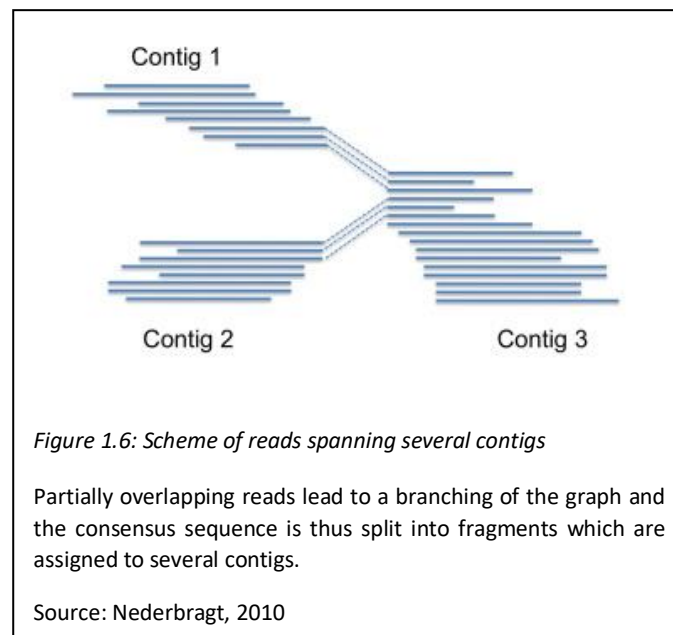 Contig 1
Contig 2
Contig 3
Figure 1.6: Scheme of reads spanning several contigs
Partially overlapping reads lead to a branching of the graph and
the consensus sequence is thus split into fragments which are
assigned to several contigs.
Source: Nederbragt, 2010